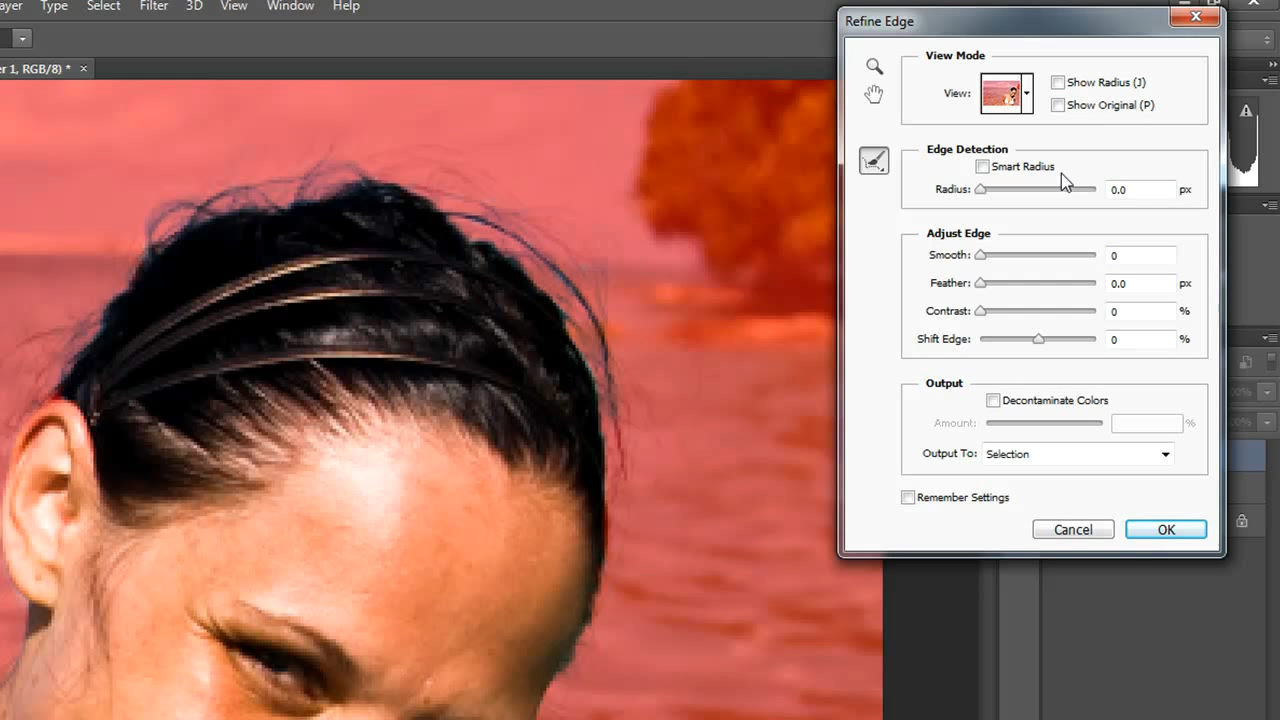 ayer Type Select Filter 3D View Window Help
er 1, RGB/8) * ×
Refine Edge
View Mode
View:
Show Radius (J)
Show Original (P)
Edge Detection
Smart Radius
Radius: 0.0 px
Adjust Edge
Smooth: 0
Feather: 0.0 px
Contrast: 0 %
Shift Edge: 0 %
Output
Decontaminate Colors
Amount: %
Output To: Selection
Remember Settings
Cancel OK